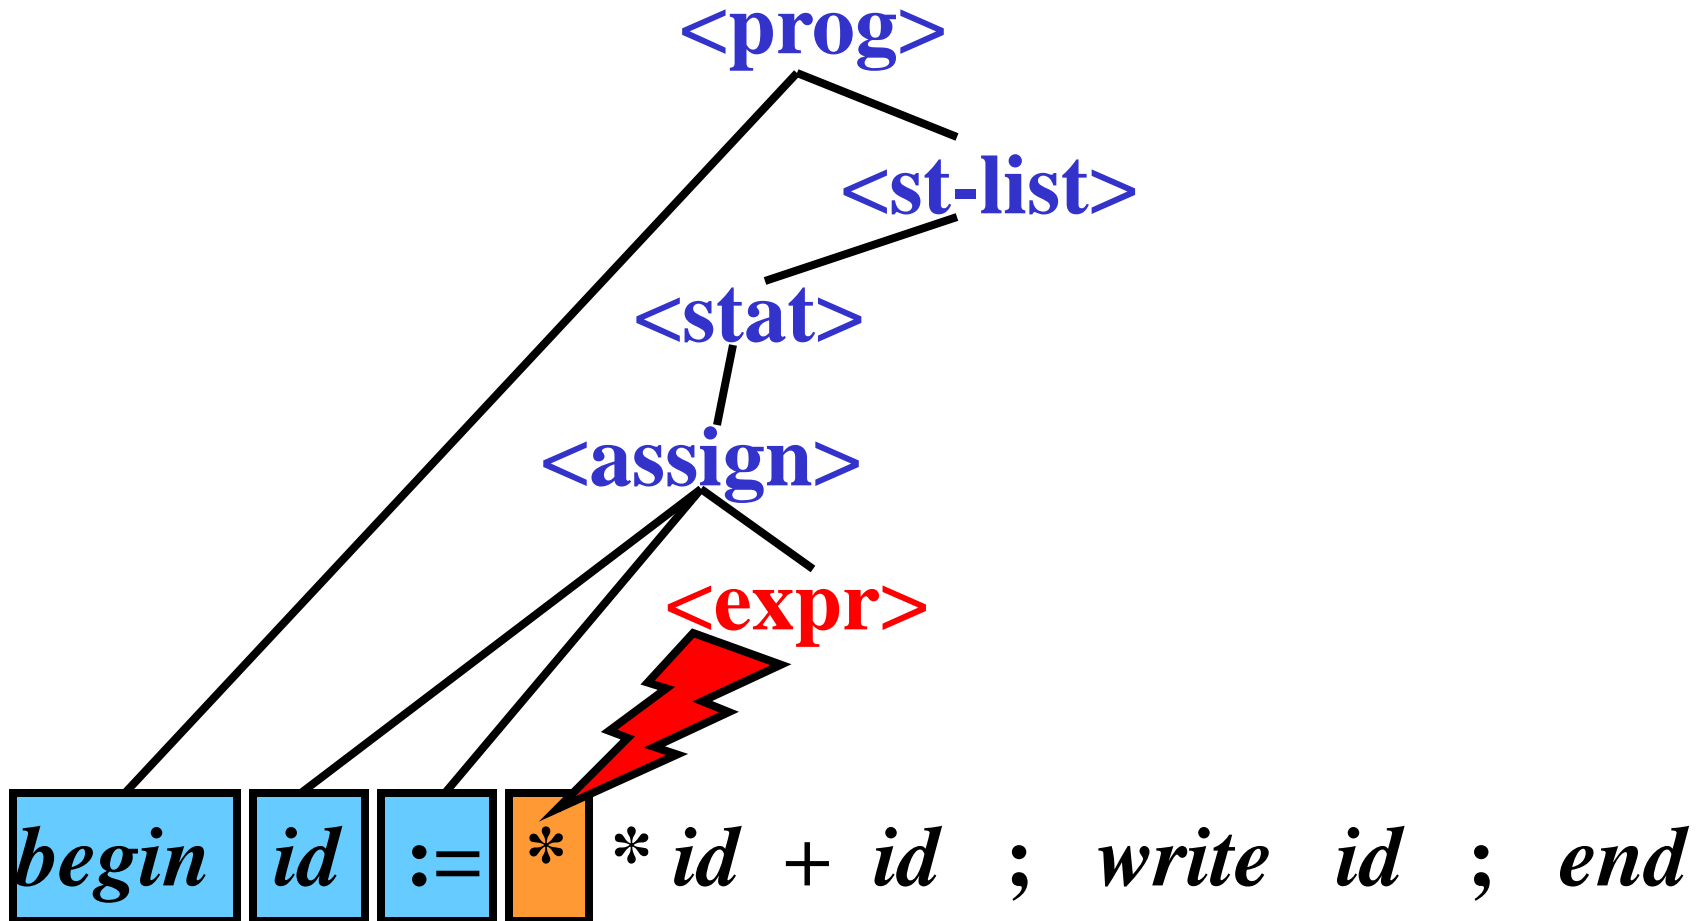 <prog>
<st-list>
<stat>
<assign>
<expr>
begin id := * * id + id ; write id ; end